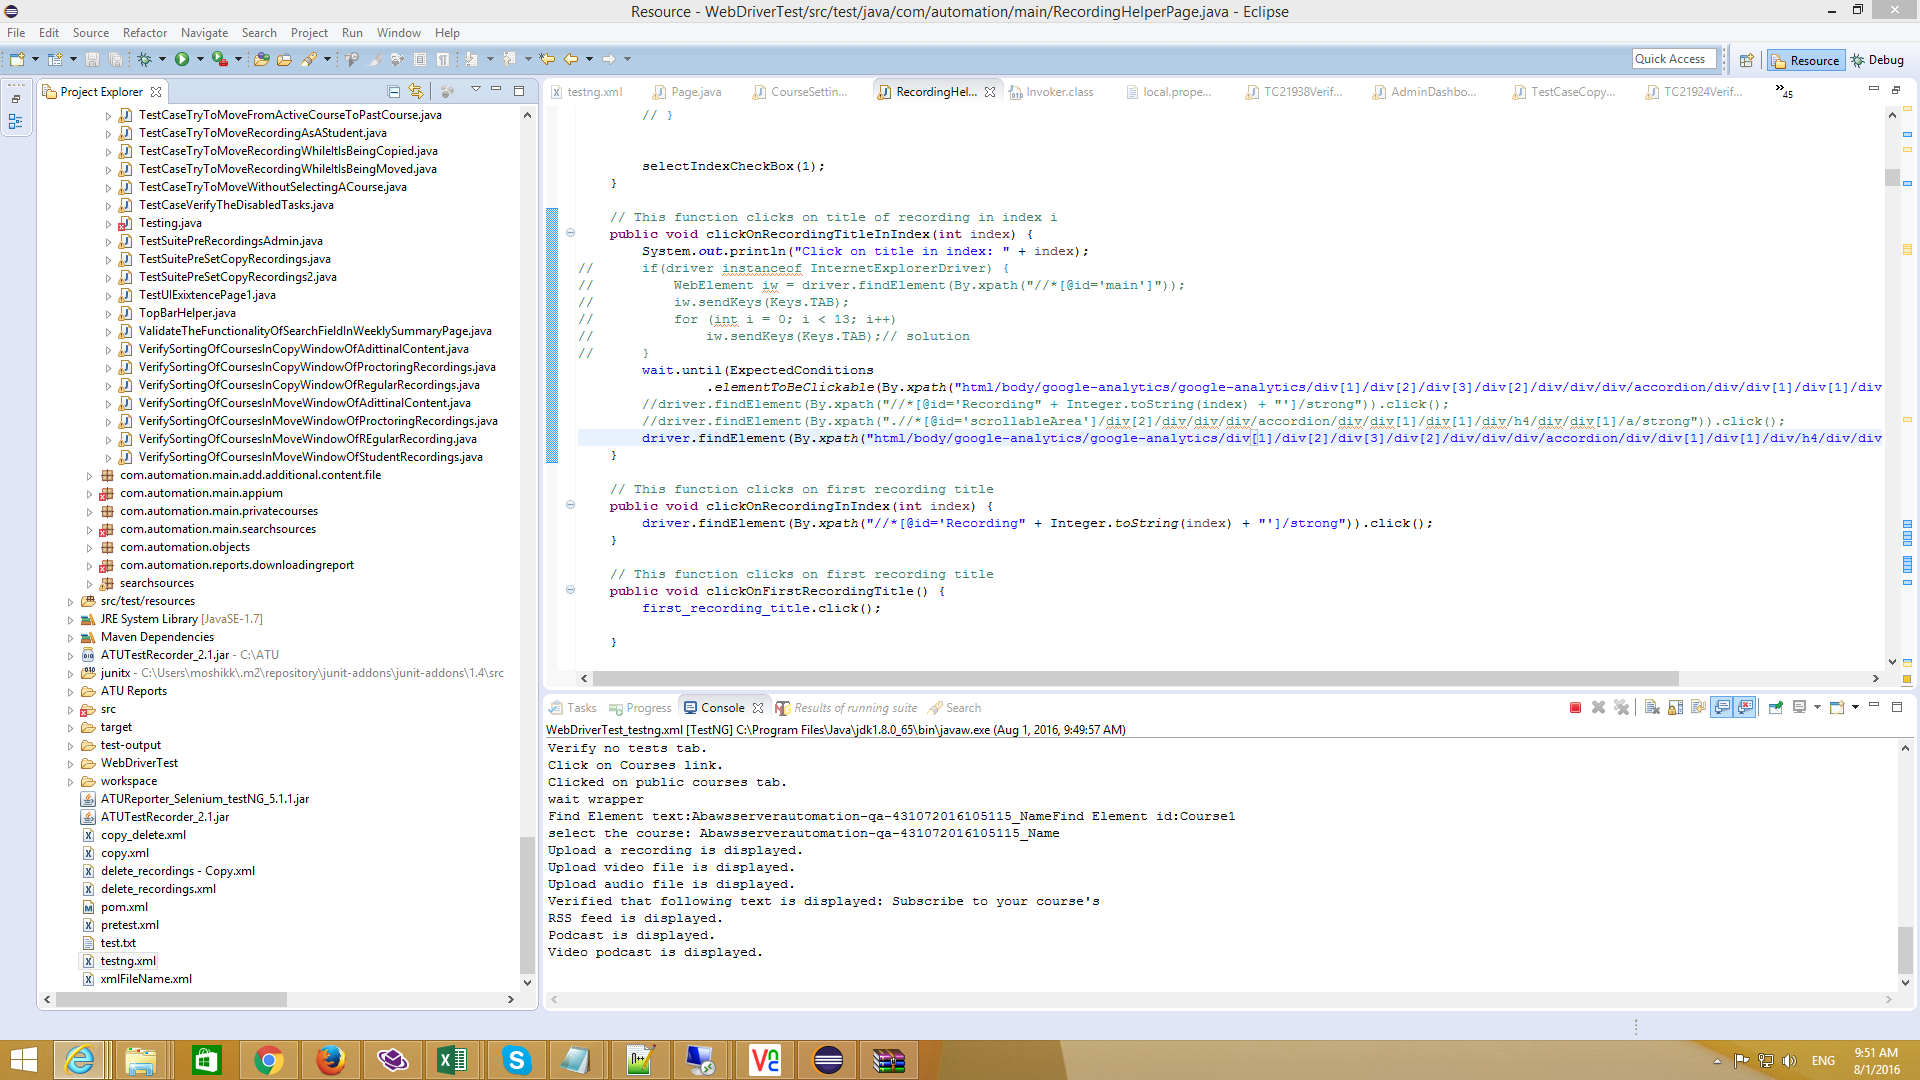 Resource - WebDriverTest/src/test/java/com/automation/main/RecordingHelperPage.java - Eclipse
File Edit Source Refactor Navigate Search Project Run Window Help
Quick Access Resource Debug
Project Explorer
TestCaseTryToMoveFromActiveCourseToPastCourse.java
TestCaseTryToMoveRecordingAsAStudent.java
TestCaseTryToMoveRecordingWhileItIsBeingCopied.java
TestCaseTryToMoveRecordingWhileItIsBeingMoved.java
TestCaseTryToMoveWithoutSelectingACourse.java
TestCaseVerifyTheDisabledTasks.java
Testing.java
TestSuitePreRecordingsAdmin.java
TestSuitePreSetCopyRecordings.java
TestSuitePreSetCopyRecordings2.java
TestUIExixtencePage1.java
TopBarHelper.java
ValidateTheFunctionalityOfSearchFieldInWeeklySummaryPage.java
VerifySortingOfCoursesInCopyWindowOfAdittinalContent.java
VerifySortingOfCoursesInCopyWindowOfProctoringRecordings.java
VerifySortingOfCoursesInCopyWindowOfRegularRecordings.java
VerifySortingOfCoursesInMoveWindowOfAdittinalContent.java
VerifySortingOfCoursesInMoveWindowOfProctoringRecordings.java
VerifySortingOfCoursesInMoveWindowOfREgularRecording.java
VerifySortingOfCoursesInMoveWindowOfStudentRecordings.java
com.automation.main.add.additional.content.file
com.automation.main.appium
com.automation.main.privatecourses
com.automation.main.searchsources
com.automation.objects
com.automation.reports.downloadingreport
searchsources
src/test/resources
JRE System Library [JavaSE-1.7]
Maven Dependencies
ATUTestRecorder_2.1.jar - C:\ATU
junitx - C:\Users\moshikk\.m2\repository\junit-addons\junit-addons\1.4\src
ATU Reports
src
target
test-output
WebDriverTest
workspace
ATUReporter_Selenium_testNG_5.1.1.jar
ATUTestRecorder_2.1.jar
copy_delete.xml
copy.xml
delete_recordings - Copy.xml
delete_recordings.xml
pom.xml
pretest.xml
test.txt
testng.xml
xmlFileName.xml
testng.xml Page.java CourseSettin... RecordingHel... Invoker.class local.prope... TC21938Verif... AdminDashbo... TestCaseCopy... TC21924Verif... »45
// }
selectIndexCheckBox(1);
}
// This function clicks on title of recording in index i
public void clickOnRecordingTitleInIndex(int index) {
System.out.println("Click on title in index: " + index);
// if(driver instanceof InternetExplorerDriver) {
// WebElement iw = driver.findElement(By.xpath("//*[@id='main']"));
// iw.sendKeys(Keys.TAB);
// for (int i = 0; i < 13; i++)
// iw.sendKeys(Keys.TAB);// solution
// }
wait.until(ExpectedConditions
.elementToBeClickable(By.xpath("html/body/google-analytics/google-analytics/div[1]/div[2]/div[3]/div[2]/div/div/div/accordion/div/div[1]/div[1]/div
//driver.findElement(By.xpath("//*[@id='Recording" + Integer.toString(index) + "']/strong")).click();
//driver.findElement(By.xpath(".//*[@id='scrollableArea']/div[2]/div/div/div/accordion/div/div[1]/div[1]/div/h4/div/div[1]/a/strong")).click();
driver.findElement(By.xpath("html/body/google-analytics/google-analytics/div[1]/div[2]/div[3]/div[2]/div/div/div/accordion/div/div[1]/div[1]/div/h4/div/div
}
// This function clicks on first recording title
public void clickOnRecordingInIndex(int index) {
driver.findElement(By.xpath("//*[@id='Recording" + Integer.toString(index) + "']/strong")).click();
}
// This function clicks on first recording title
public void clickOnFirstRecordingTitle() {
first_recording_title.click();
}
Tasks Progress Console Results of running suite Search
WebDriverTest_testng.xml [TestNG] C:\Program Files\Java\jdk1.8.0_65\bin\javaw.exe (Aug 1, 2016, 9:49:57 AM)
Verify no tests tab.
Click on Courses link.
Clicked on public courses tab.
wait wrapper
Find Element text:Abawsserverautomation-qa-431072016105115_NameFind Element id:Course1
select the course: Abawsserverautomation-qa-431072016105115_Name
Upload a recording is displayed.
Upload video file is displayed.
Upload audio file is displayed.
Verified that following text is displayed: Subscribe to your course's
RSS feed is displayed.
Podcast is displayed.
Video podcast is displayed.
ENG
9:51 AM
8/1/2016